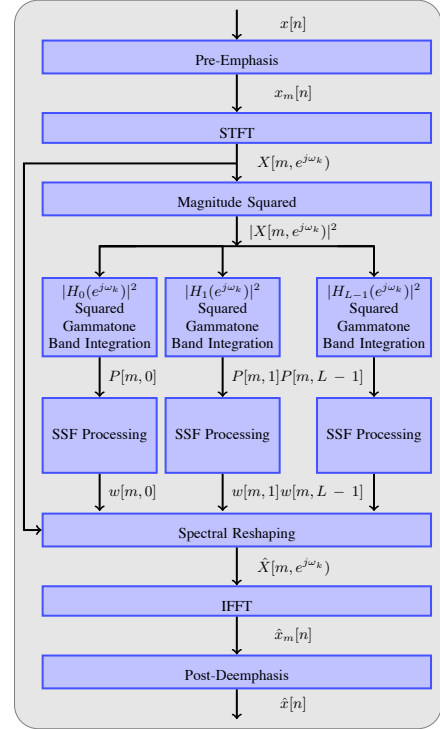 x[n]
Pre-Emphasis
x_m[n]
STFT
X[m, e^{jω_k})
Magnitude Squared
|X[m, e^{jω_k})|^2
|H_0(e^{jω_k})|^2
Squared
Gammatone
Band Integration
|H_1(e^{jω_k})|^2
Squared
Gammatone
Band Integration
|H_{L-1}(e^{jω_k})|^2
Squared
Gammatone
Band Integration
P[m, 0]
P[m, 1]
P[m, L − 1]
SSF Processing
SSF Processing
SSF Processing
w[m, 0]
w[m, 1]
w[m, L − 1]
Spectral Reshaping
X̂[m, e^{jω_k})
IFFT
x̂_m[n]
Post-Deemphasis
x̂[n]